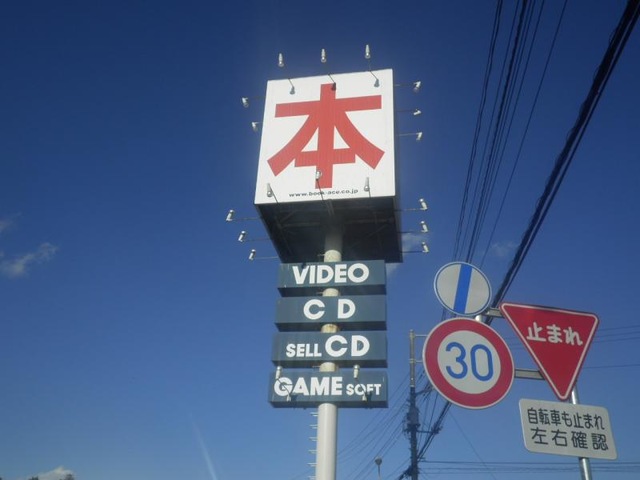 本
www.book-ace.co.jp
VIDEO
CD
SELL CD
GAME SOFT
30
止まれ
自転車も止まれ
左右確認